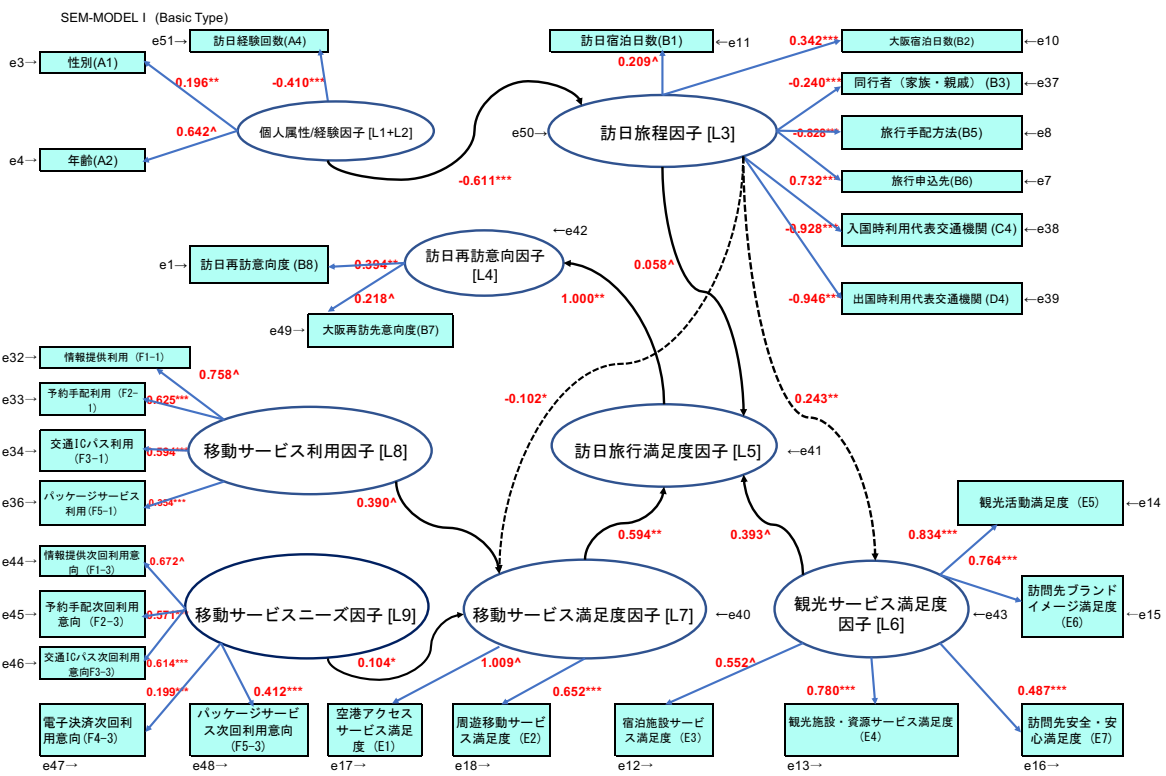 SEM-MODEL Ⅰ (Basic Type)
e51→
訪日経験回数(A4)
訪日宿泊日数(B1)
←e11
0.342***
大阪宿泊日数(B2)
←e10
e3→
性別(A1)
0.196**
-0.410***
0.209^
-0.240***
同行者（家族・親戚）(B3)
←e37
個人属性/経験因子 [L1+L2]
e50→
訪日旅程因子 [L3]
-0.828***
旅行手配方法(B5)
←e8
0.642^
e4→
年齢(A2)
-0.611***
0.732***
旅行申込先(B6)
←e7
←e42
-0.928***
入国時利用代表交通機関 (C4)
←e38
訪日再訪意向因子
[L4]
e1→
訪日再訪意向度 (B8)
0.394**
0.058^
0.218^
1.000**
-0.946***
出国時利用代表交通機関 (D4)
←e39
e49→
大阪再訪先意向度(B7)
e32→
情報提供利用 (F1-1)
0.758^
e33→
予約手配利用 (F2-
1)
0.625***
-0.102*
0.243**
e34→
交通ICパス利用
(F3-1)
0.594***
移動サービス利用因子 [L8]
訪日旅行満足度因子 [L5]
←e41
e36→
パッケージサービス
利用(F5-1)
0.354***
0.390^
観光活動満足度 (E5)
←e14
0.594**
0.393^
0.834***
0.764***
e44→
情報提供次回利用意
向 (F1-3)
0.672^
e45→
予約手配次回利用
意向 (F2-3)
0.571*
移動サービスニーズ因子 [L9]
移動サービス満足度因子 [L7]
←e40
観光サービス満足度
因子 [L6]
←e43
訪問先ブランド
イメージ満足度
(E6)
←e15
e46→
交通ICパス次回利用
意向F3-3)
0.614***
0.104*
1.009^
0.552^
0.199***
0.412***
0.652***
0.780***
0.487***
電子決済次回利
用意向(F4-3)
パッケージサービ
ス次回利用意向
(F5-3)
空港アクセス
サービス満足
度 (E1)
周遊移動サービ
ス満足度 (E2)
宿泊施設サービ
ス満足度 (E3)
観光施設・資源サービス満足度
(E4)
訪問先安全・安
心満足度 (E7)
e47→
e48→
e17→
e18→
e12→
e13→
e16→